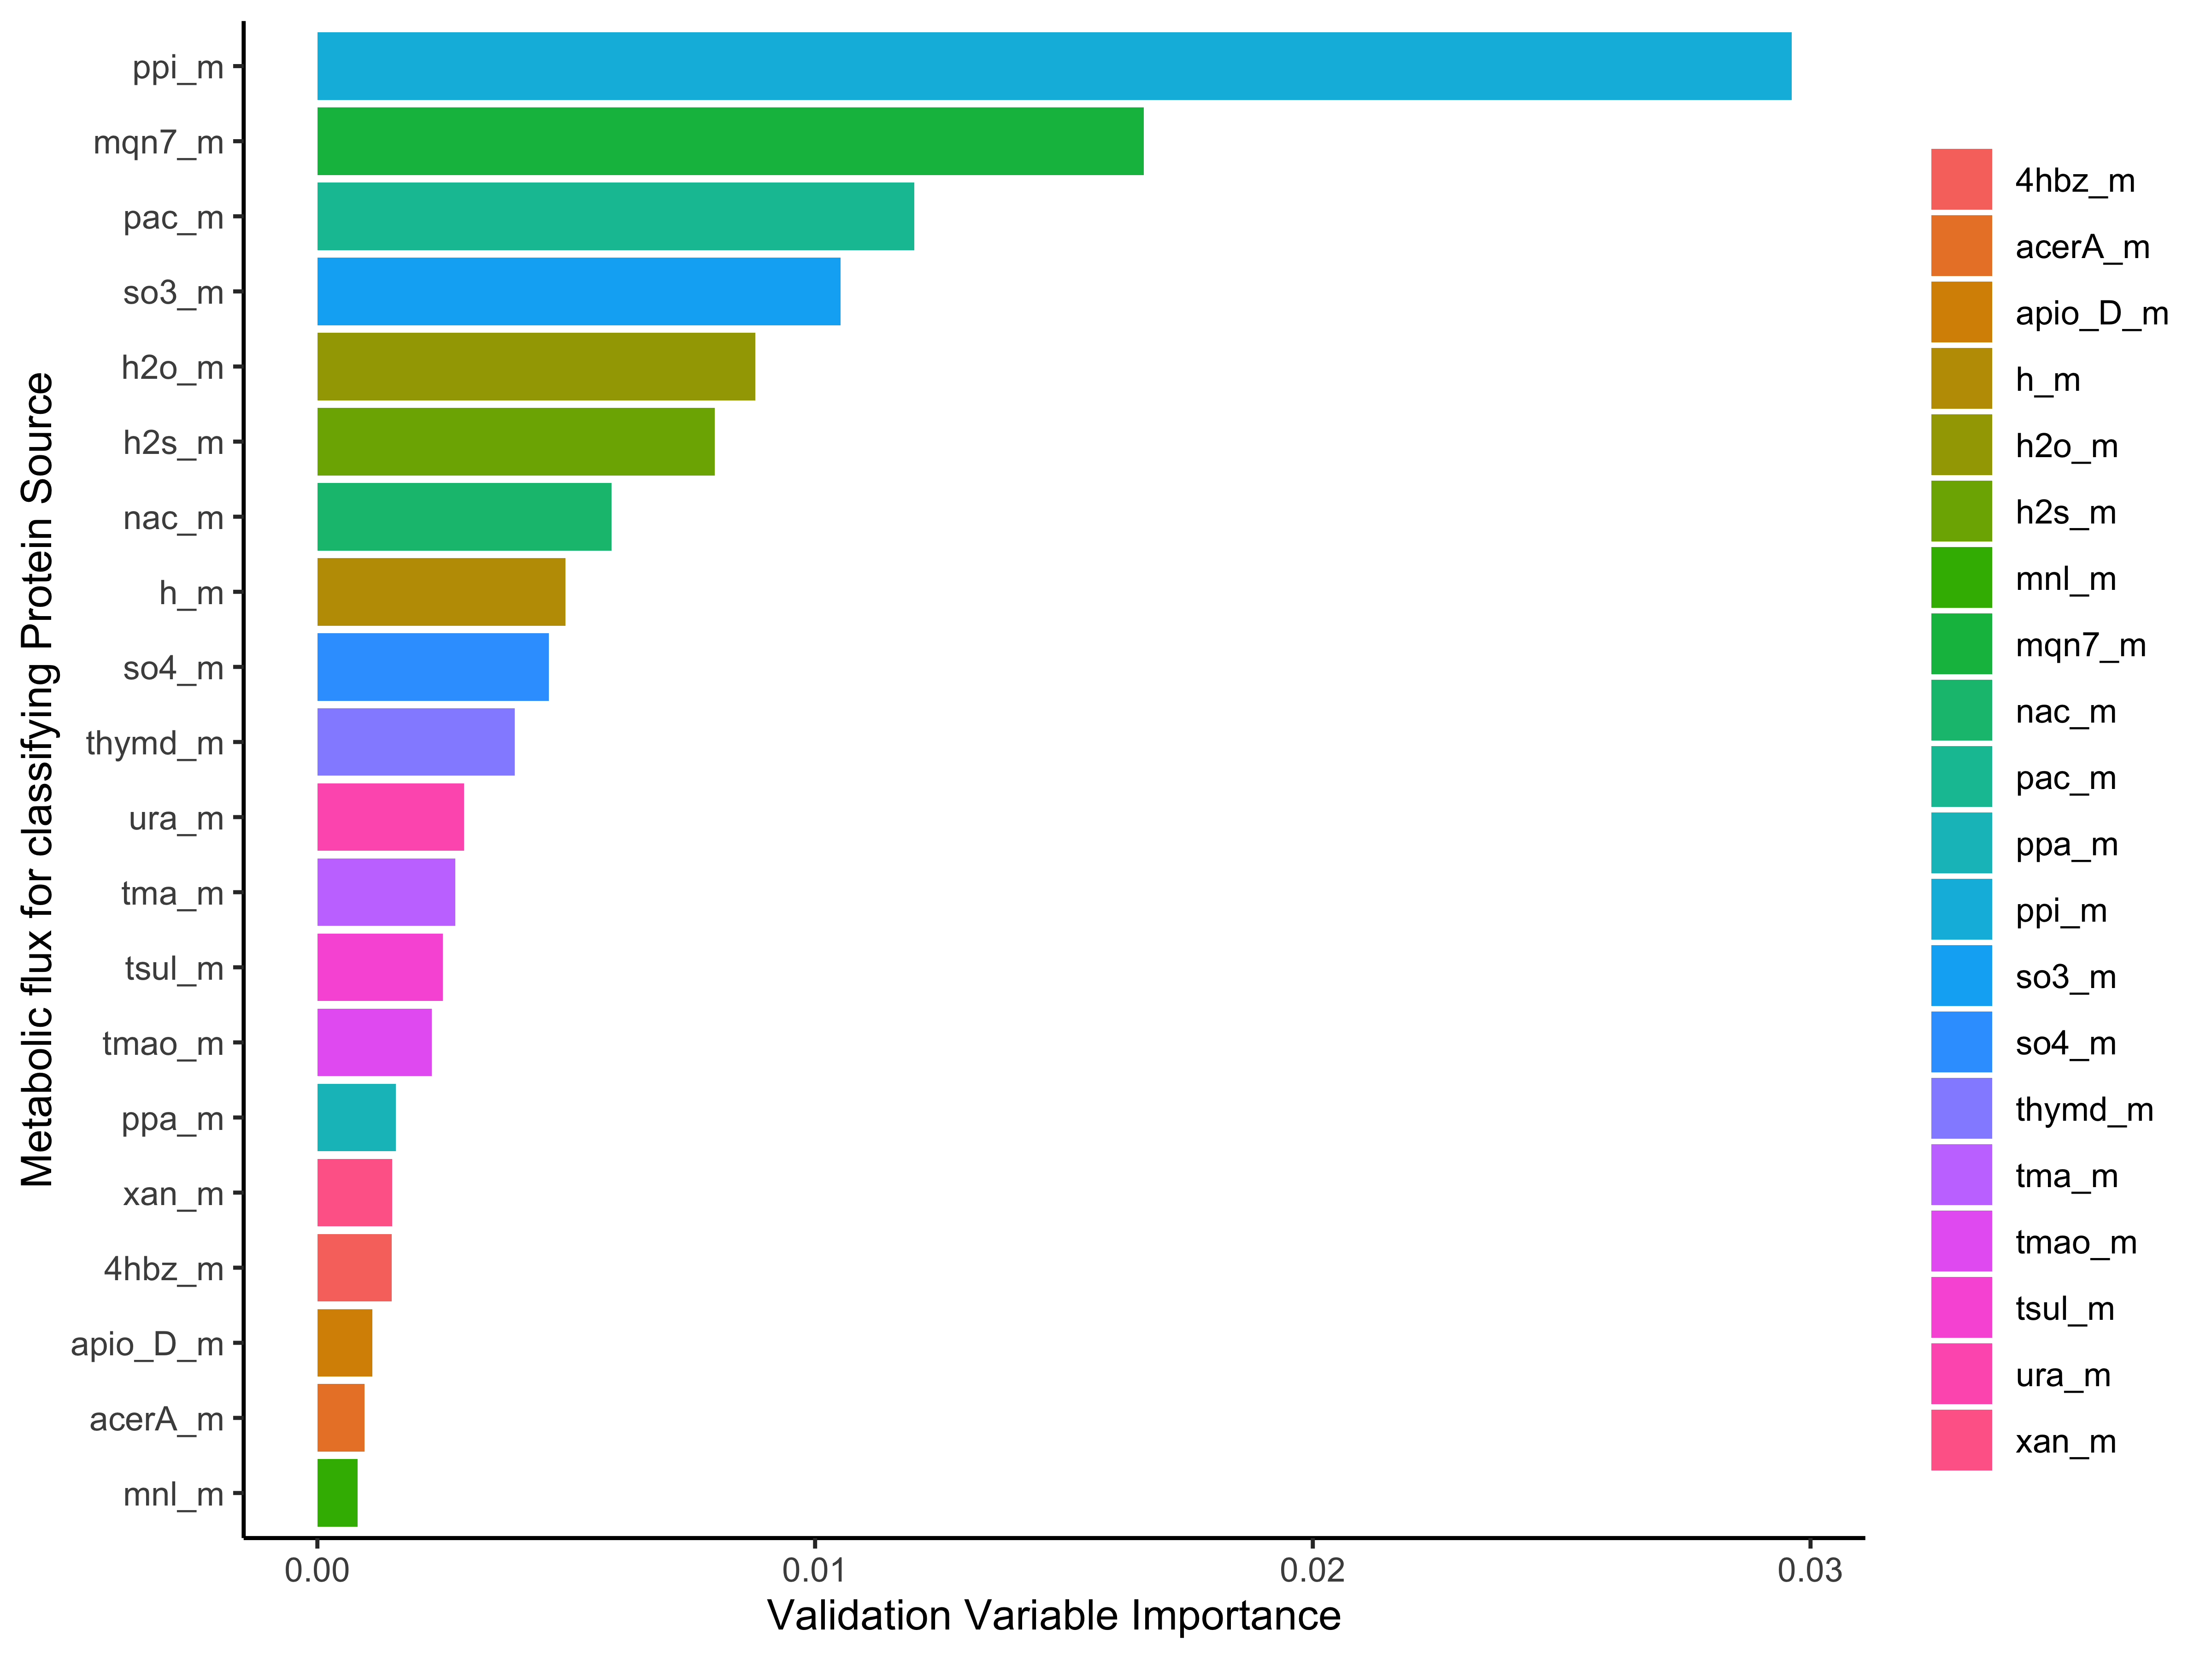 Metabolic flux for classifying Protein Source
ppi_m
mqn7_m
pac_m
so3_m
h2o_m
h2s_m
nac_m
h_m
so4_m
thymd_m
ura_m
tma_m
tsul_m
tmao_m
ppa_m
xan_m
4hbz_m
apio_D_m
acerA_m
mnl_m
0.00 0.01 0.02 0.03
Validation Variable Importance
4hbz_m
acerA_m
apio_D_m
h_m
h2o_m
h2s_m
mnl_m
mqn7_m
nac_m
pac_m
ppa_m
ppi_m
so3_m
so4_m
thymd_m
tma_m
tmao_m
tsul_m
ura_m
xan_m